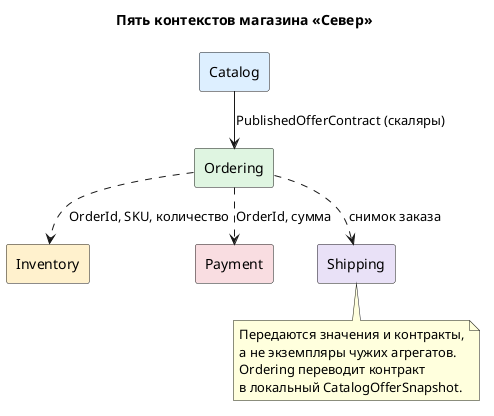 Пять контекстов магазина «Север»
Catalog
PublishedOfferContract (скаляры)
Ordering
OrderId, SKU, количество
OrderId, сумма
снимок заказа
Inventory
Payment
Shipping
Передаются значения и контракты,
а не экземпляры чужих агрегатов.
Ordering переводит контракт
в локальный CatalogOfferSnapshot.